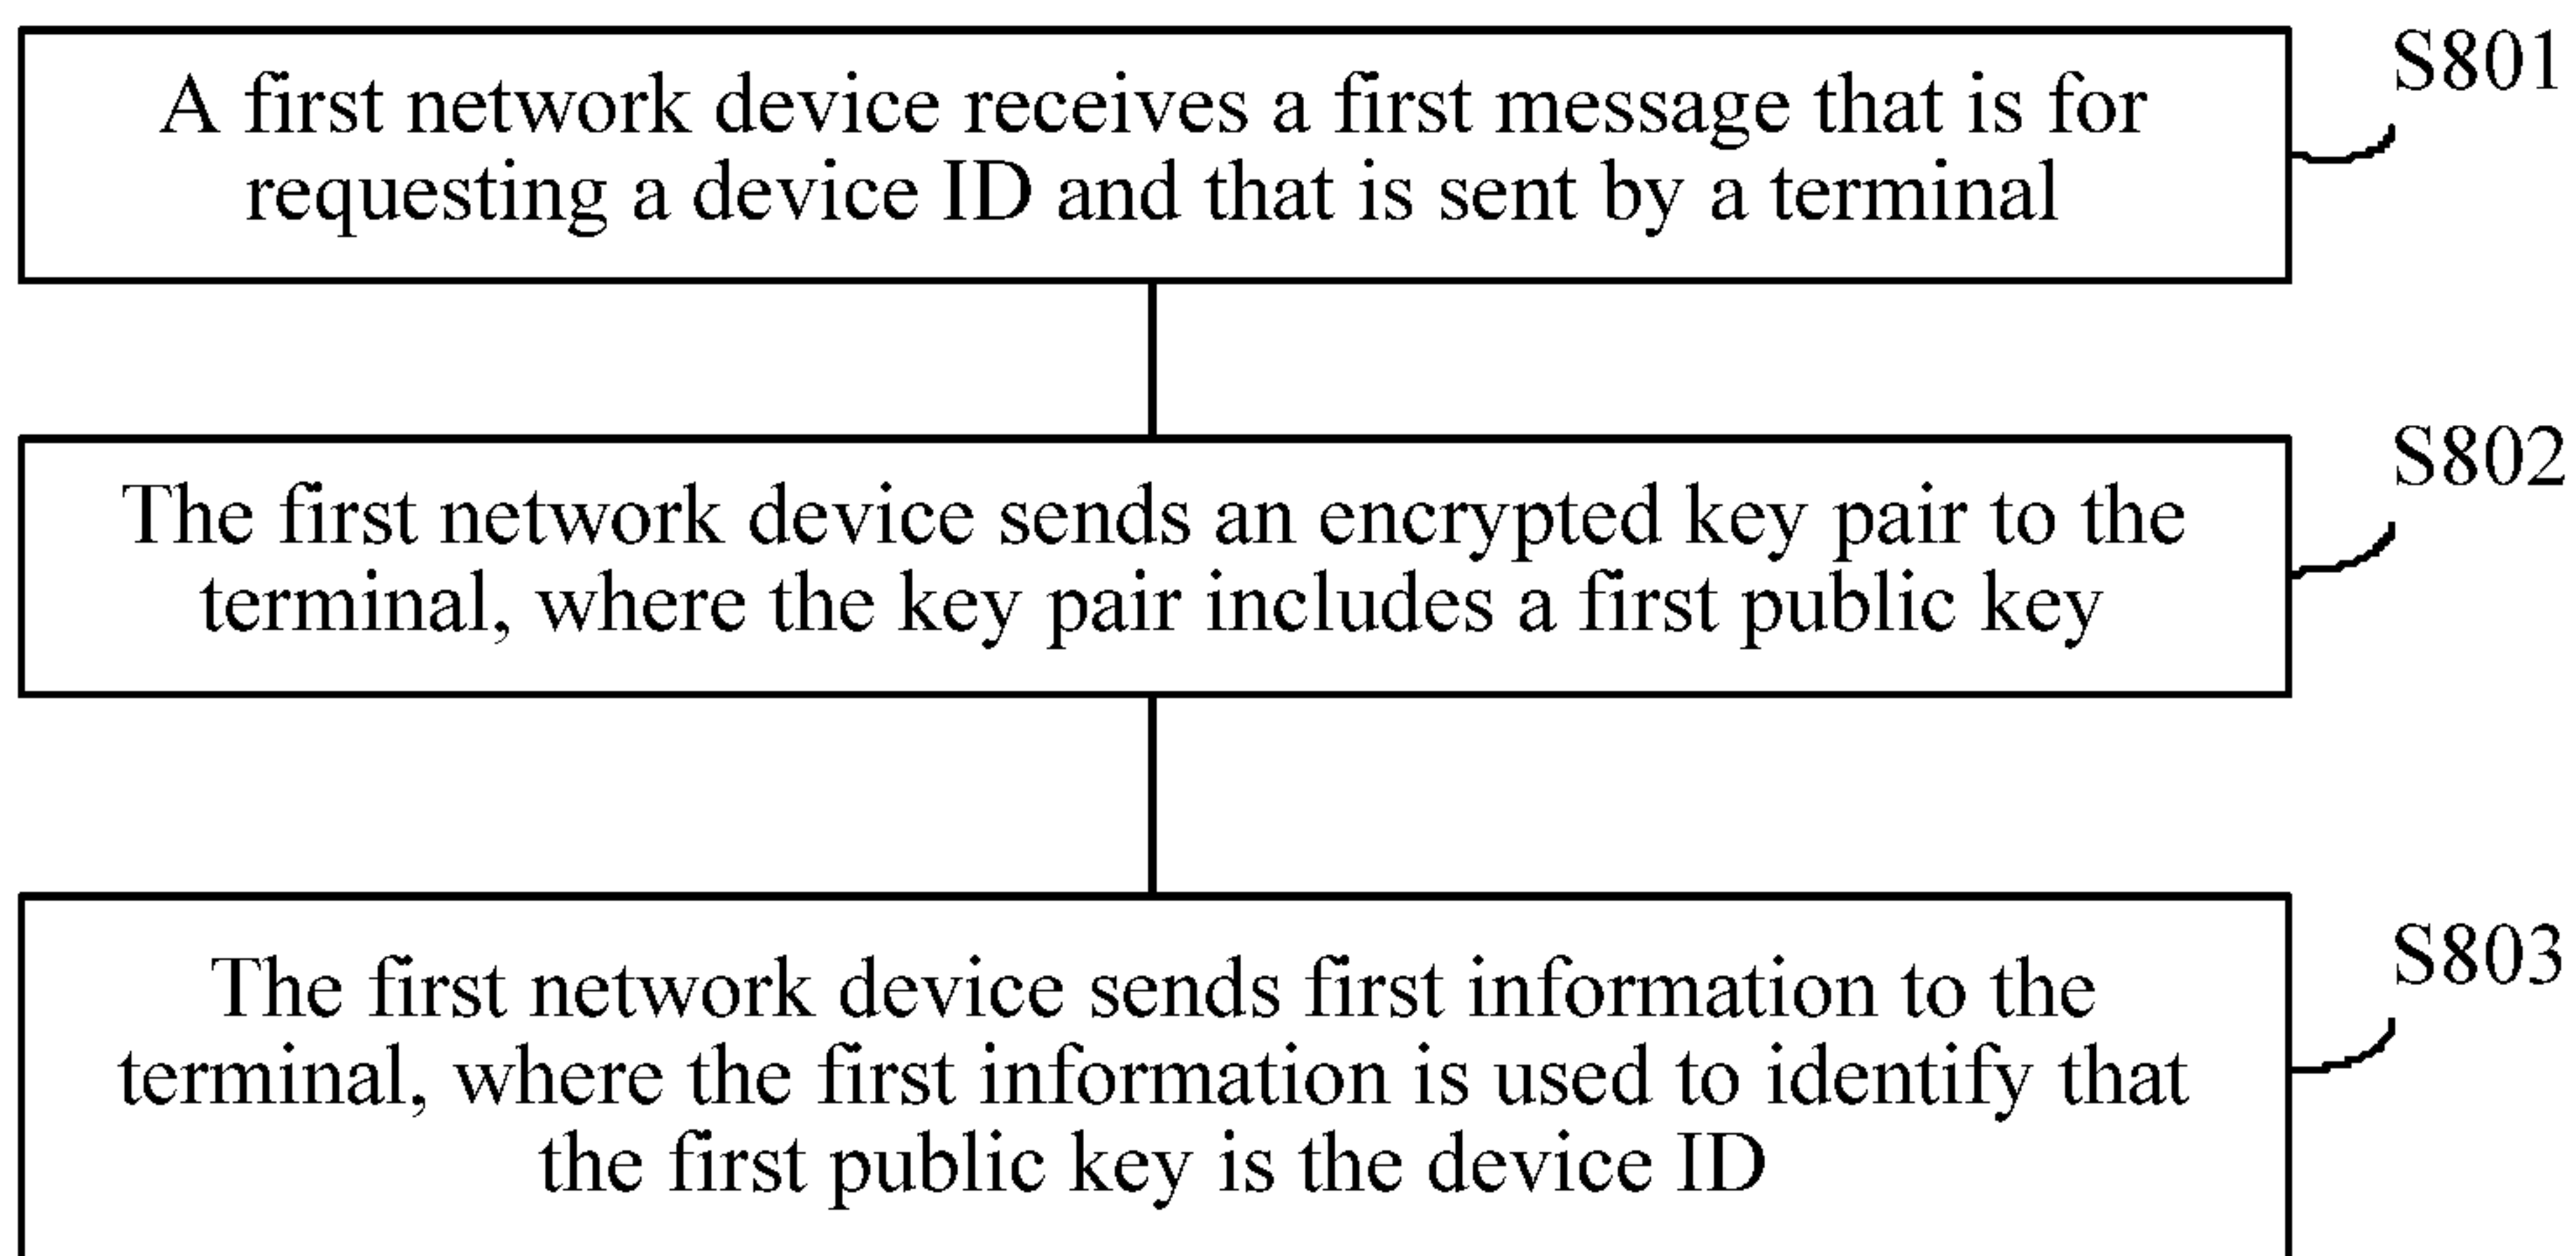 A first network device receives a first message that is for
requesting a device ID and that is sent by a terminal
S801
The first network device sends an encrypted key pair to the
terminal, where the key pair includes a first public key
S802
The first network device sends first information to the
terminal, where the first information is used to identify that
the first public key is the device ID
S803